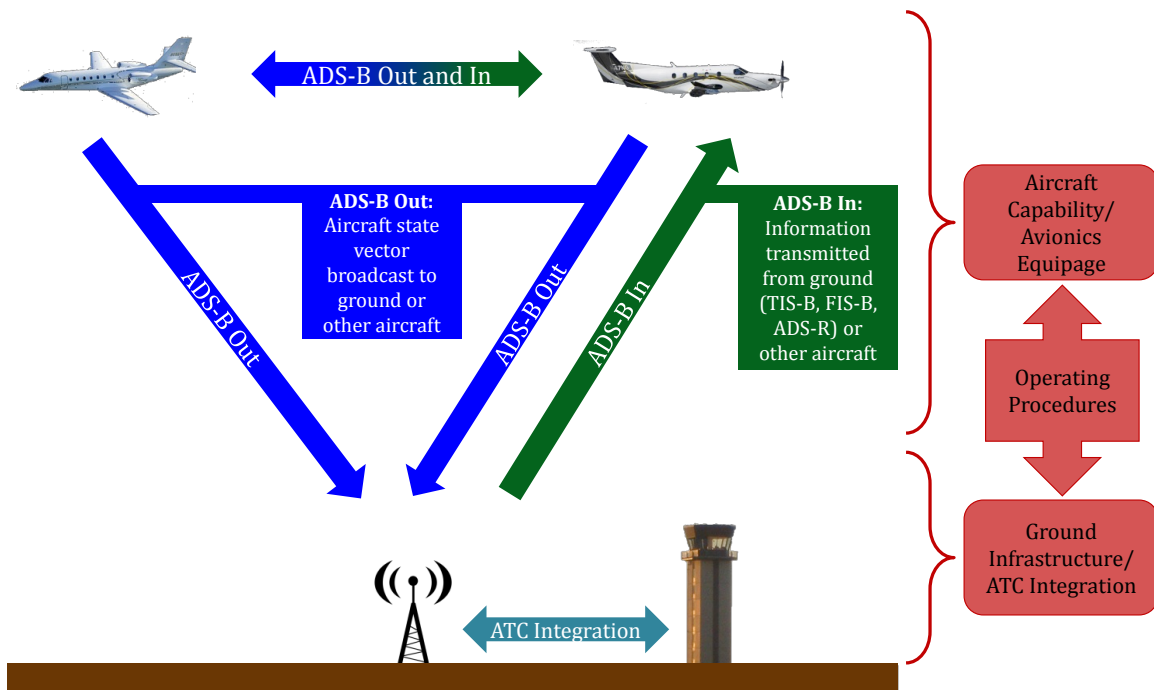 ADS-B Out and In
ADS-B Out:
Aircraft state
vector
broadcast to
ground or
other aircraft
ADS-B In:
Information
transmitted
from ground
(TIS-B, FIS-B,
ADS-R) or
other aircraft
ADS-B Out
ADS-B Out
ADS-B In
ATC Integration
Aircraft
Capability/
Avionics
Equipage
Operating
Procedures
Ground
Infrastructure/
ATC Integration